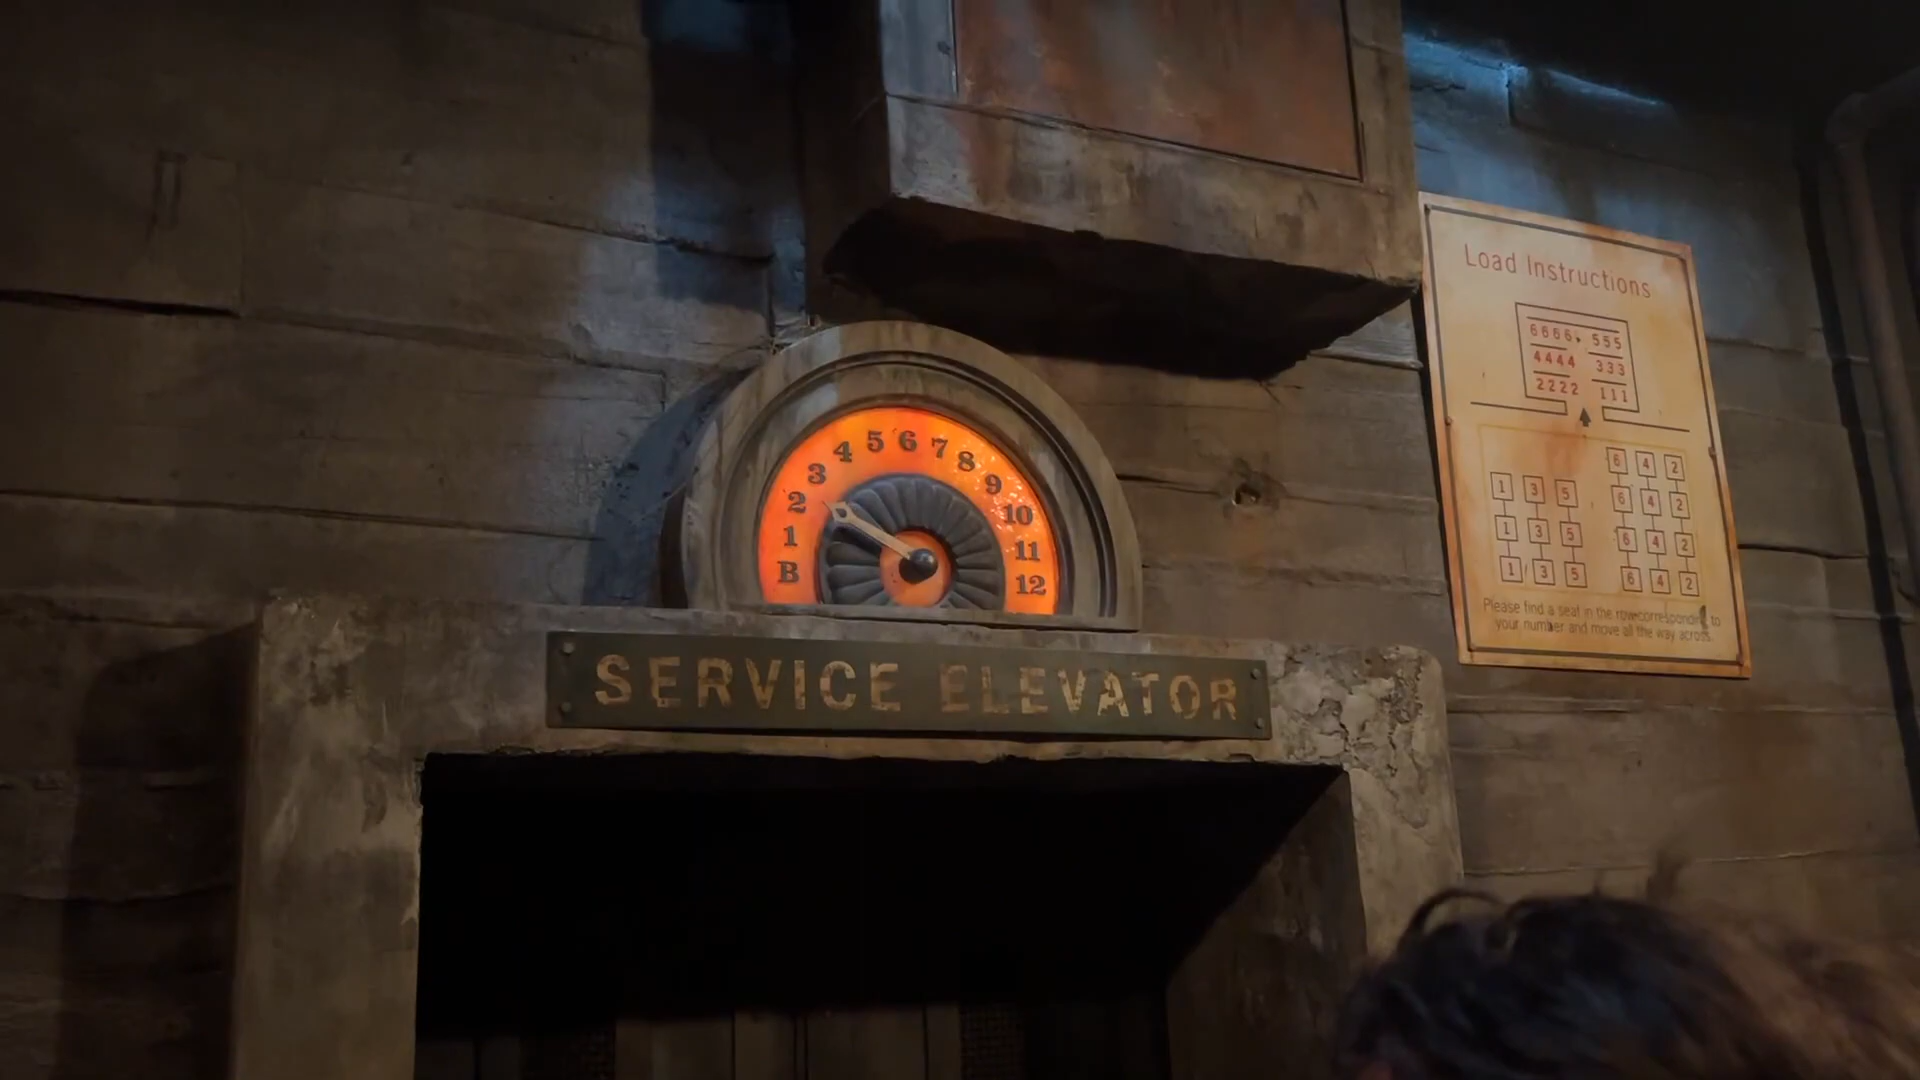 B 1 2 3 4 5 6 7 8 9 10 11 12
SERVICE ELEVATOR
Load Instructions
6666 555
4444 333
2222 111
6 4 2
1 3 5
6 4 2
1 3 5
6 4 2
1 3 5
6 4 2
Please find a seat in the row corresponding to
your number and move all the way across.